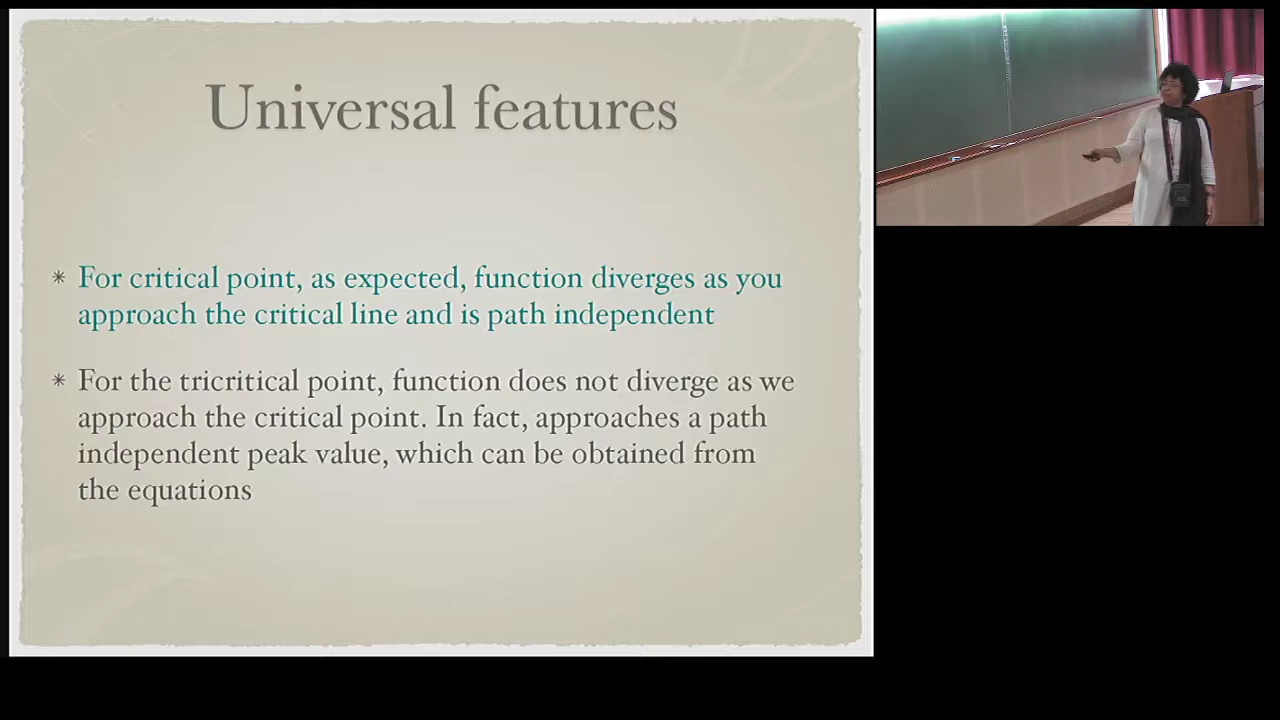 Universal features
* For critical point, as expected, function diverges as you
approach the critical line and is path independent
* For the tricritical point, function does not diverge as we
approach the critical point. In fact, approaches a path
independent peak value, which can be obtained from
the equations